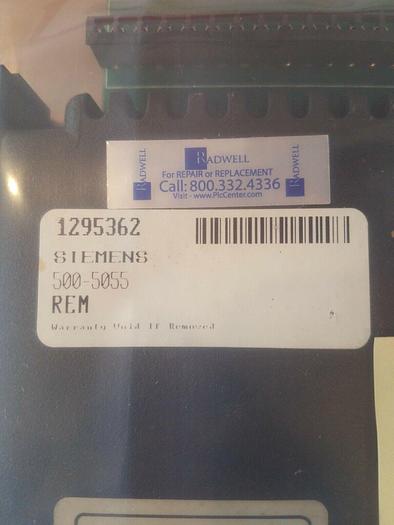 RADWELL
RADWELL
RADWELL
For REPAIR or REPLACEMENT
Call: 800.332.4336
Visit - www.PlcCenter.com
1295362
SIEMENS
500-5055
REM
Warranty Void If Removed